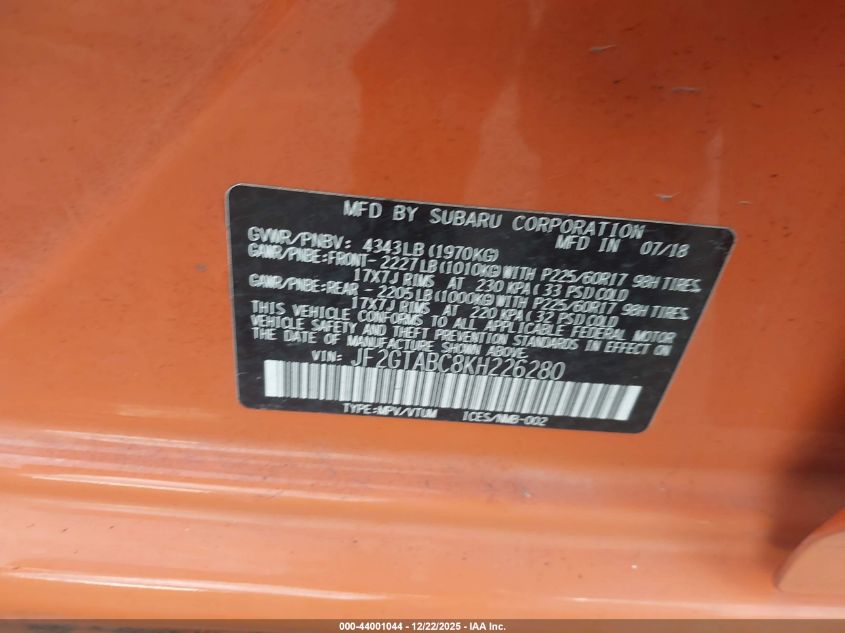 MFD BY SUBARU CORPORATION
MFD IN 07/18
GVWR/PNBV: 4343LB(1970KG)
GAWR/PNBE:FRONT-2227LB(1010KG)WITH P225/60R17 98H TIRES,
17X7J RIMS AT 230 KPA(33 PSI)COLD
GAWR/PNBE:REAR -2205LB(1000KG)WITH P225/60R17 98H TIRES,
17X7J RIMS AT 220 KPA(32 PSI)COLD
THIS VEHICLE CONFORMS TO ALL APPLICABLE FEDERAL MOTOR
VEHICLE SAFETY AND THEFT PREVENTION STANDARDS IN EFFECT ON
THE DATE OF MANUFACTURE SHOWN ABOVE.
VIN: JF2GTABC8KH226280
TYPE:MPV/VTUM ICES/NMB-002
000-44001044 - 12/22/2025 - IAA Inc.